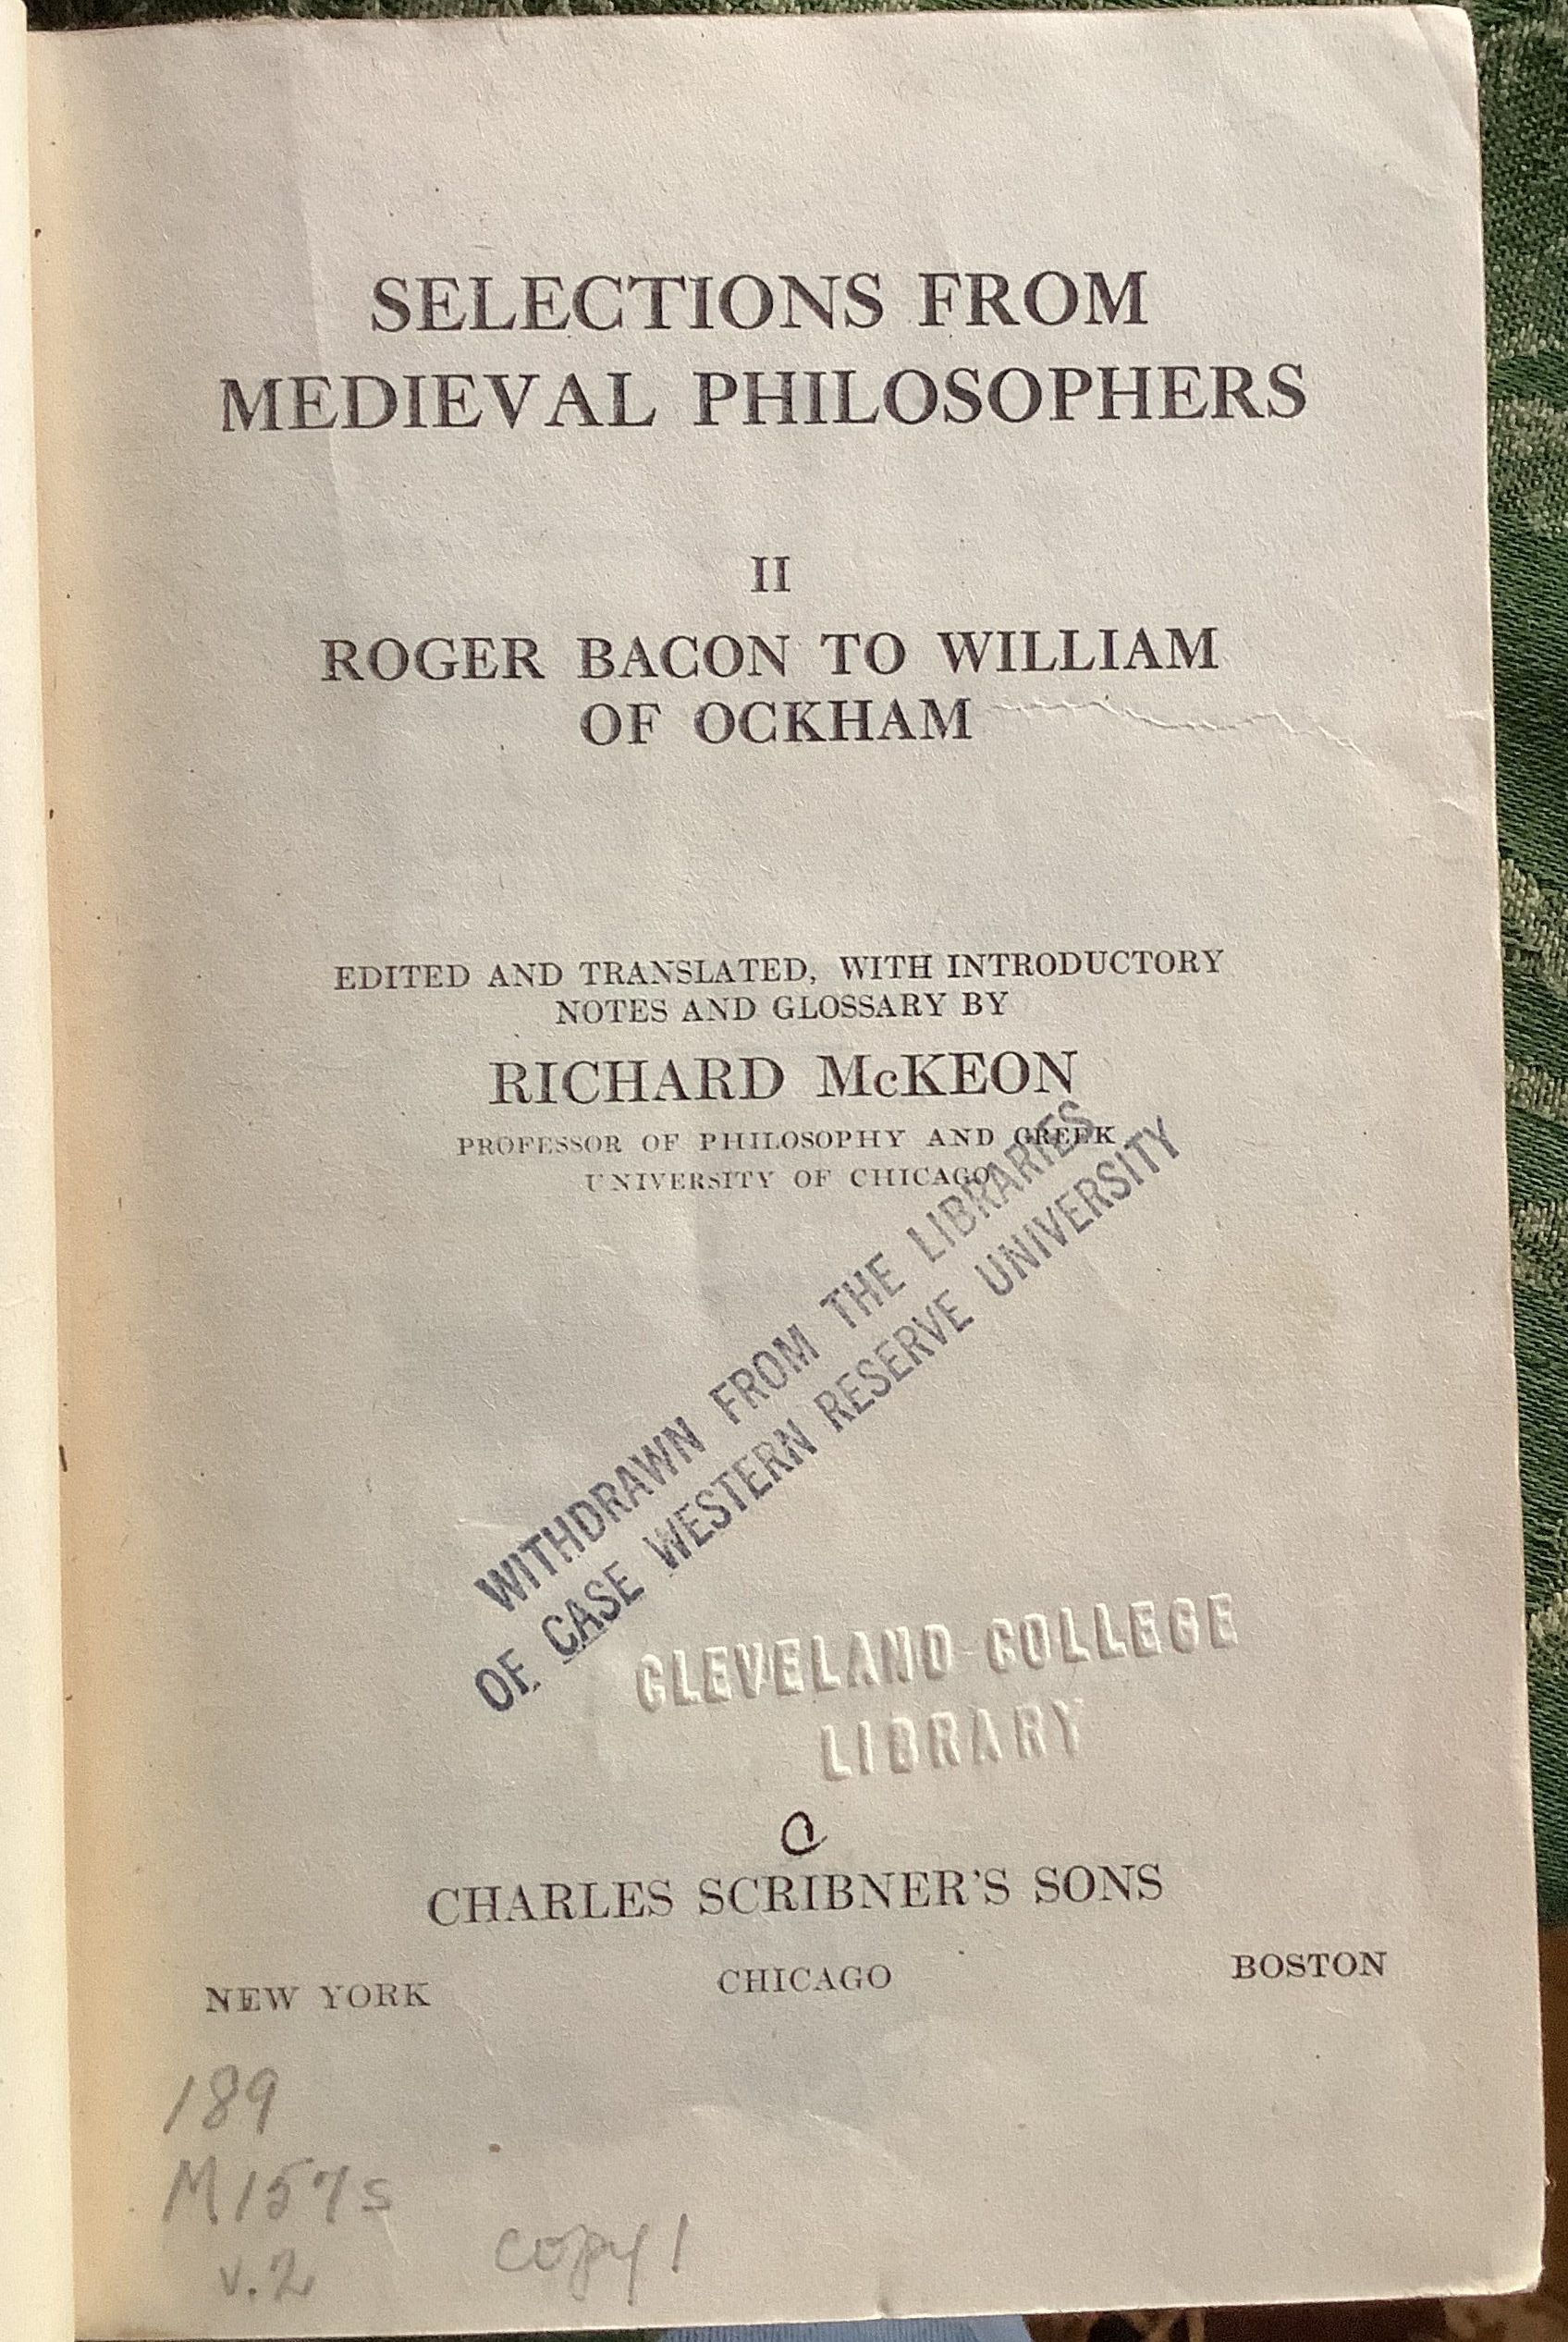 SELECTIONS FROM
MEDIEVAL PHILOSOPHERS
II
ROGER BACON TO WILLIAM
OF OCKHAM
EDITED AND TRANSLATED, WITH INTRODUCTORY
NOTES AND GLOSSARY BY
RICHARD McKEON
PROFESSOR OF PHILOSOPHY AND GREEK
UNIVERSITY OF CHICAGO
WITHDRAWN FROM THE LIBRARIES
OF CASE WESTERN RESERVE UNIVERSITY
CLEVELAND COLLEGE
LIBRARY
a
CHARLES SCRIBNER'S SONS
NEW YORK CHICAGO BOSTON
189
M157s
v.2 copy 1